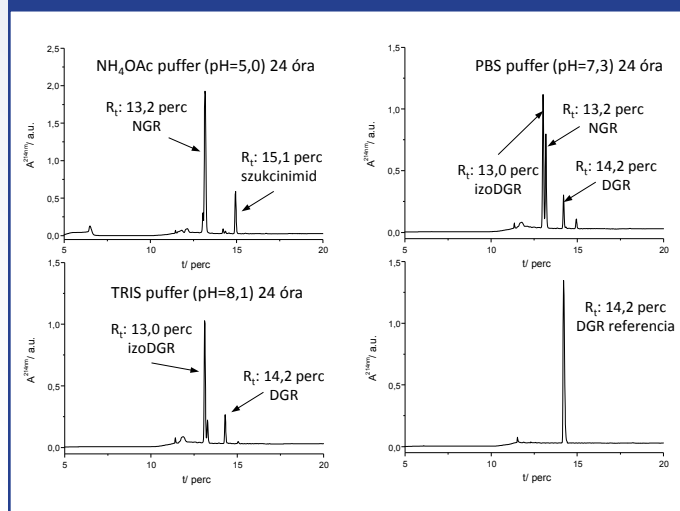 NH₄OAc puffer (pH=5,0) 24 óra
Rₜ: 13,2 perc
NGR
Rₜ: 15,1 perc
szukcinimid
A²¹⁴ⁿᵐ/ a.u.
2,5
2,0
1,5
1,0
0,5
0,0
5 10 15 20
t/ perc
PBS puffer (pH=7,3) 24 óra
Rₜ: 13,2 perc
NGR
Rₜ: 13,0 perc
izoDGR
Rₜ: 14,2 perc
DGR
A²¹⁴ⁿᵐ/ a.u.
1,5
1,0
0,5
0,0
5 10 15 20
t/ perc
TRIS puffer (pH=8,1) 24 óra
Rₜ: 13,0 perc
izoDGR
Rₜ: 14,2 perc
DGR
A²¹⁴ⁿᵐ/ a.u.
1,5
1,0
0,5
0,0
5 10 15 20
t/ perc
Rₜ: 14,2 perc
DGR referencia
A²¹⁴ⁿᵐ/ a.u.
1,5
1,0
0,5
0,0
5 10 15 20
t/ perc